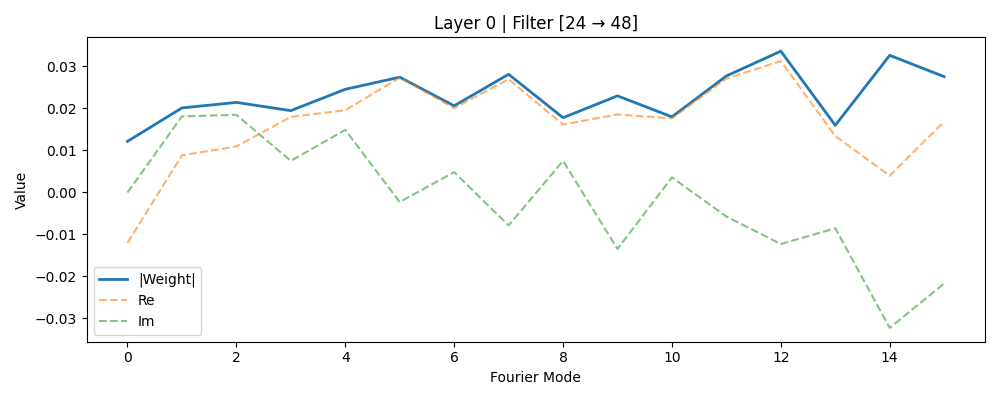 Layer 0 | Filter [24 → 48]
Value
0.03
0.02
0.01
0.00
−0.01
−0.02
−0.03
|Weight|
Re
Im
0 2 4 6 8 10 12 14
Fourier Mode